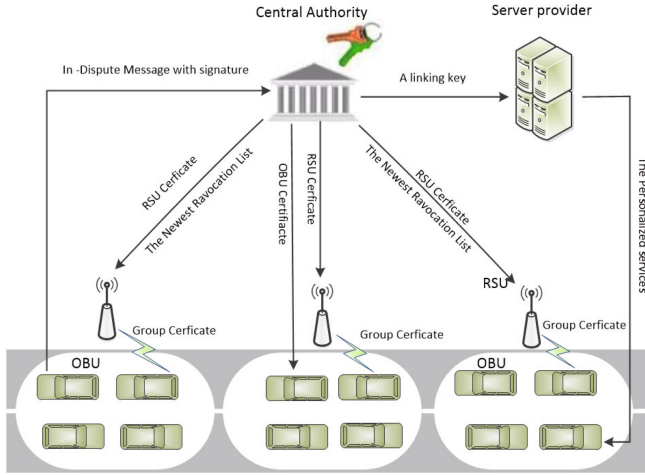 Central Authority
Server provider
In -Dispute Message with signature
A linking key
RSU Cerficate
The Newest Ravocation List
OBU Certifiacte
RSU Cerficate
RSU Cerficate
The Newest Ravocation List
The Personalized services
RSU
Group Cerficate
Group Cerficate
Group Cerficate
OBU
OBU